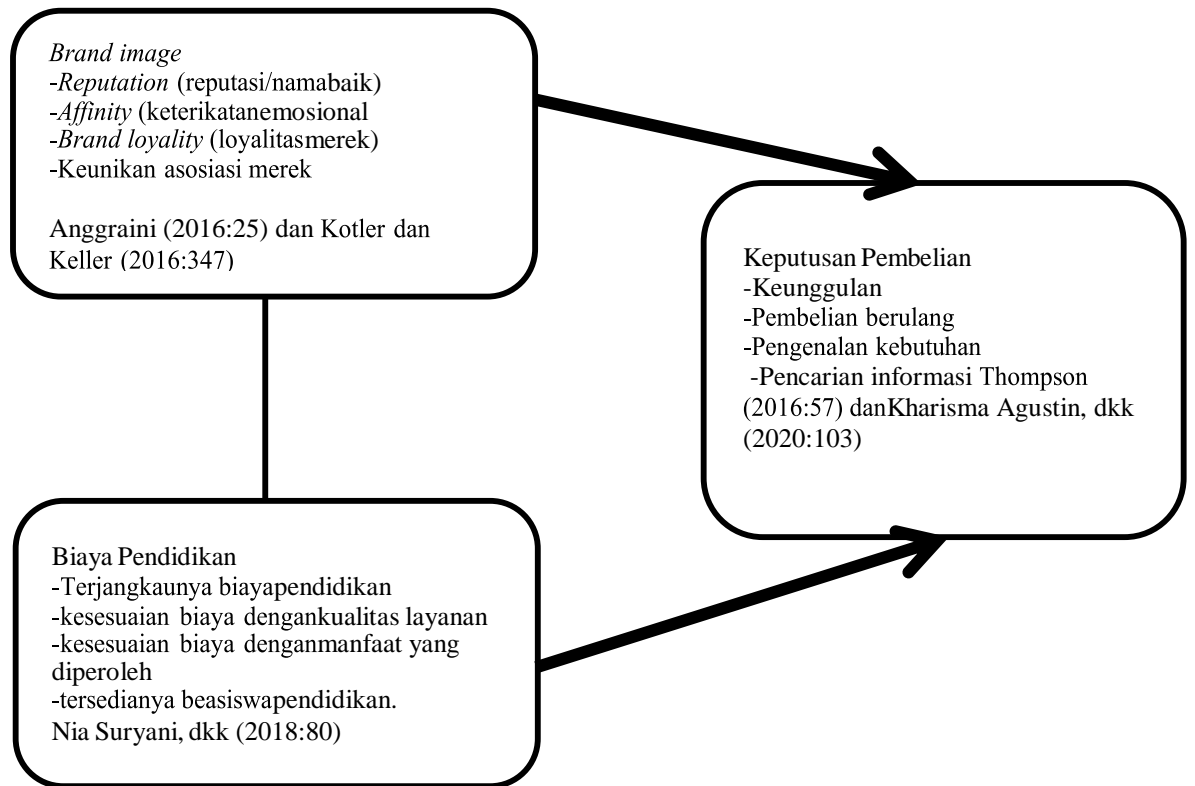 Brand image
-Reputation (reputasi/namabaik)
-Affinity (keterikatanemosional
-Brand loyality (loyalitasmerek)
-Keunikan asosiasi merek
Anggraini (2016:25) dan Kotler dan
Keller (2016:347)
Keputusan Pembelian
-Keunggulan
-Pembelian berulang
-Pengenalan kebutuhan
-Pencarian informasi Thompson
(2016:57) danKharisma Agustin, dkk
(2020:103)
Biaya Pendidikan
-Terjangkaunya biayapendidikan
-kesesuaian biaya dengankualitas layanan
-kesesuaian biaya denganmanfaat yang
diperoleh
-tersedianya beasiswapendidikan.
Nia Suryani, dkk (2018:80)